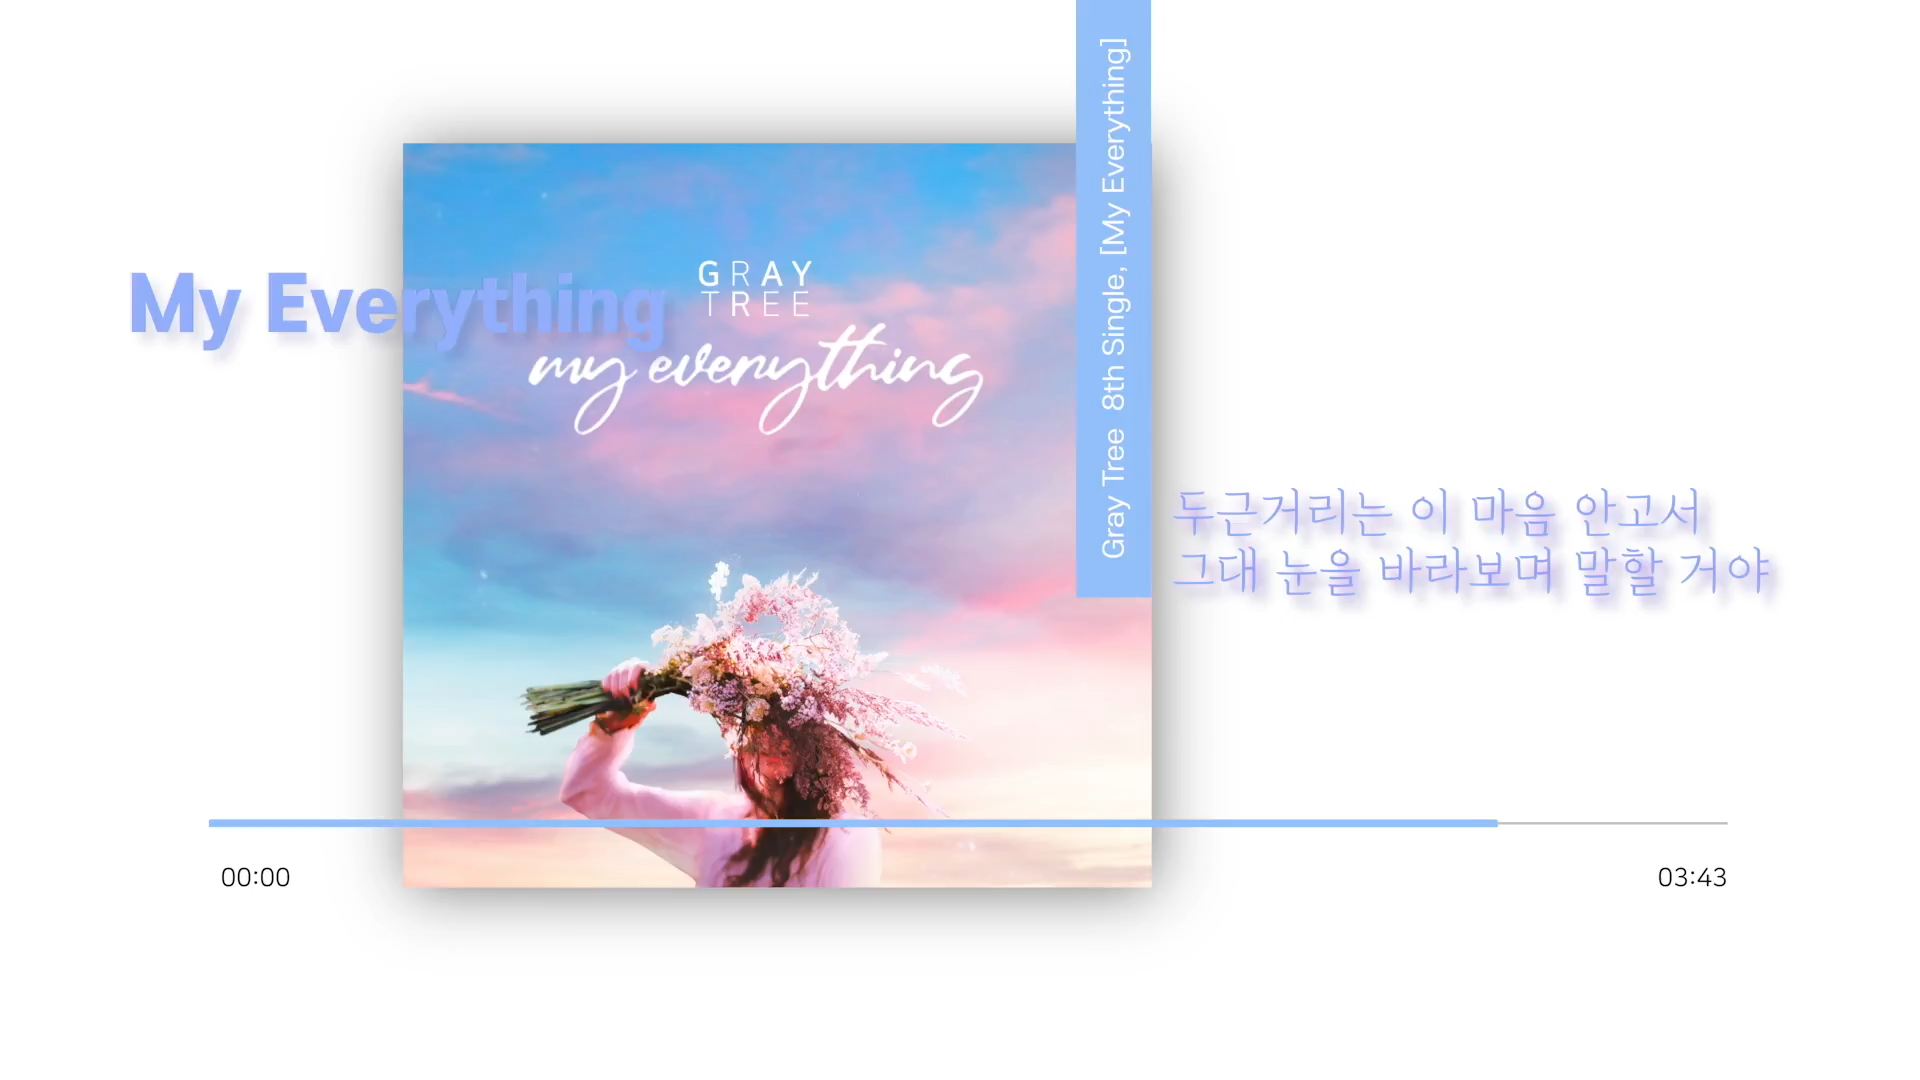 Gray Tree 8th Single, [My Everything]
My Everything
GRAY
TREE
my everything
두근거리는 이 마음 안고서
그대 눈을 바라보며 말할 거야
00:00
03:43